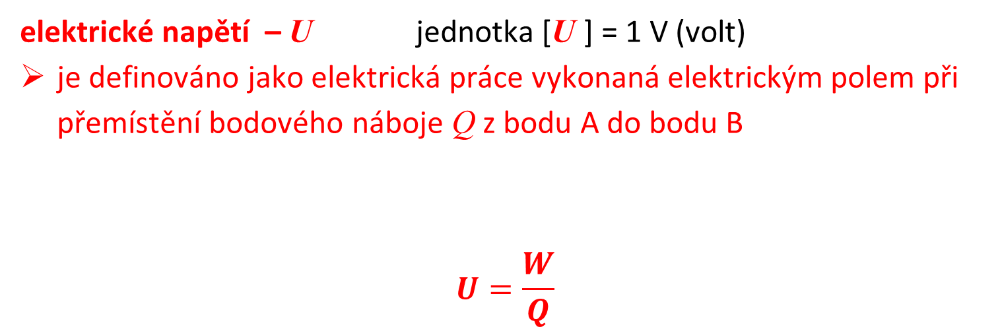 elektrické napětí – U jednotka [U ] = 1 V (volt)
➢ je definováno jako elektrická práce vykonaná elektrickým polem při
přemístění bodového náboje Q z bodu A do bodu B
U = W/Q